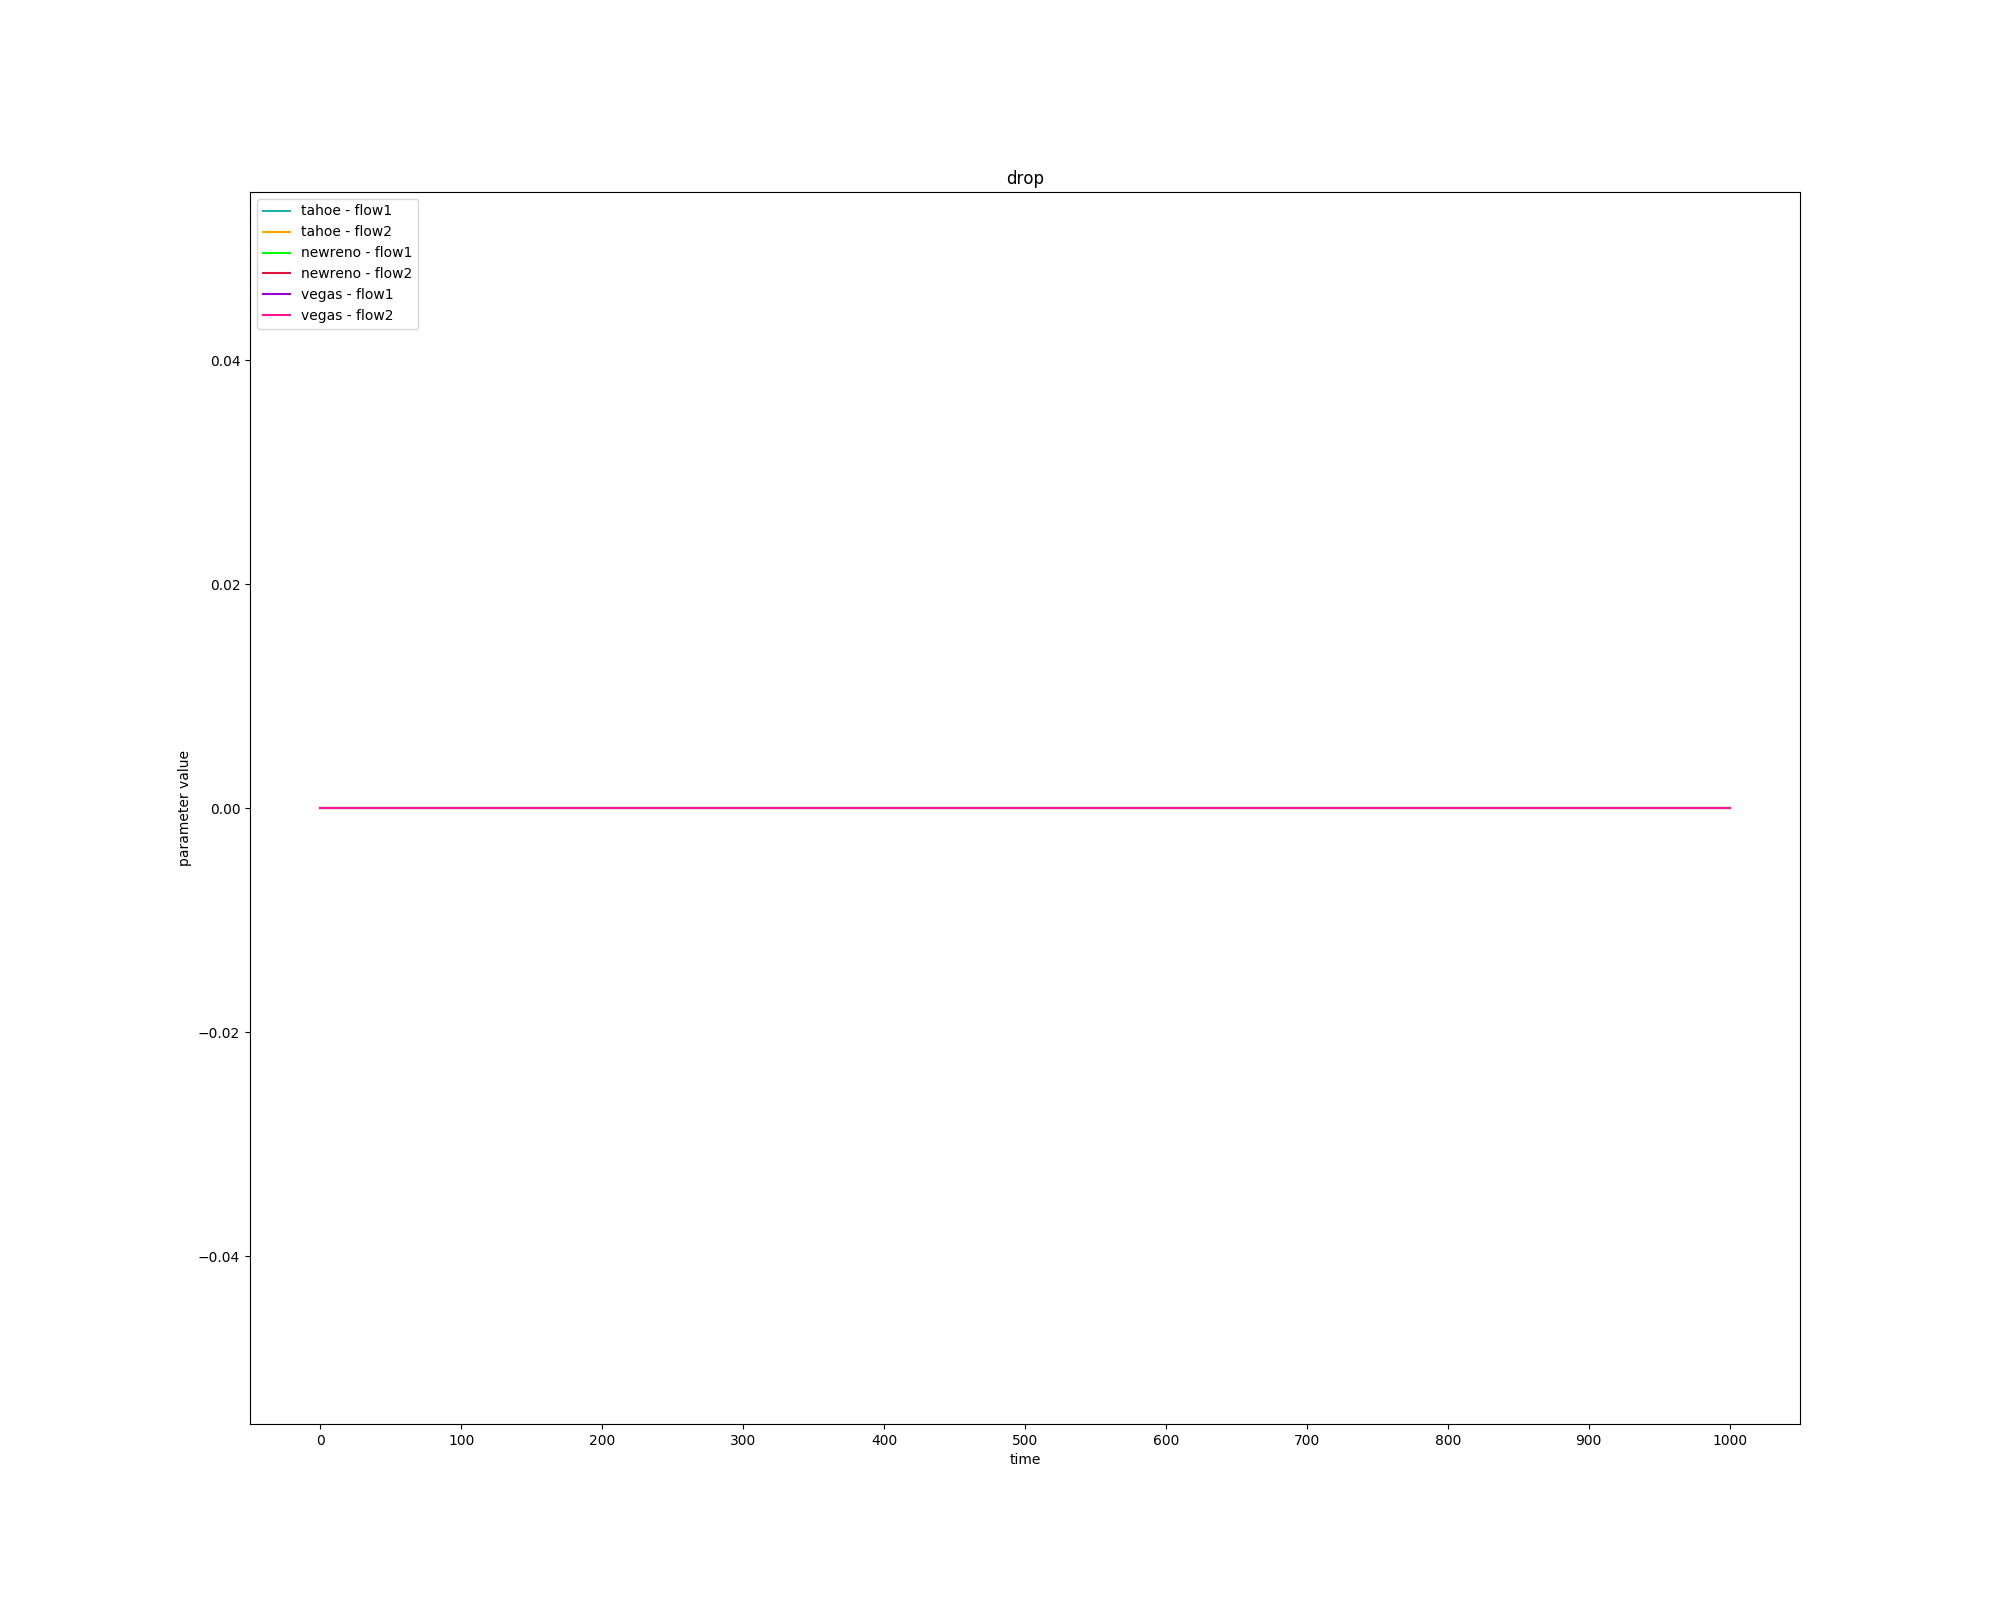 drop
tahoe - flow1
tahoe - flow2
newreno - flow1
newreno - flow2
vegas - flow1
vegas - flow2
0.04
0.02
0.00
−0.02
−0.04
parameter value
0 100 200 300 400 500 600 700 800 900 1000
time